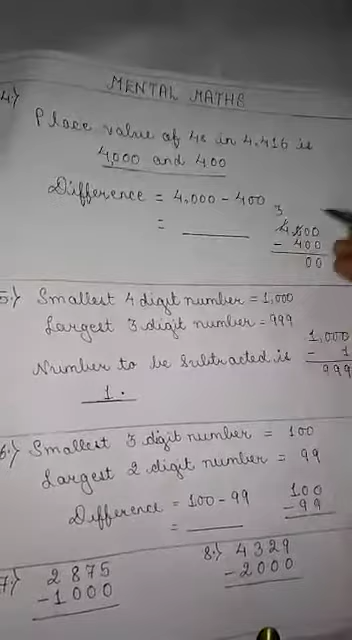 MENTAL MATHS
4.) Place value of 4s in 4,416 is
4,000 and 400
Difference = 4,000 - 400
= ______
3
4,000
- 400
00
5.) Smallest 4 digit number = 1,000
Largest 3 digit number = 999
Number to be subtracted is
1.
1,000
- 1
999
6.) Smallest 3 digit number = 100
Largest 2 digit number = 99
Difference = 100 - 99
= ______
100
- 99
7.) 2875
- 1000
8.) 4329
- 2000